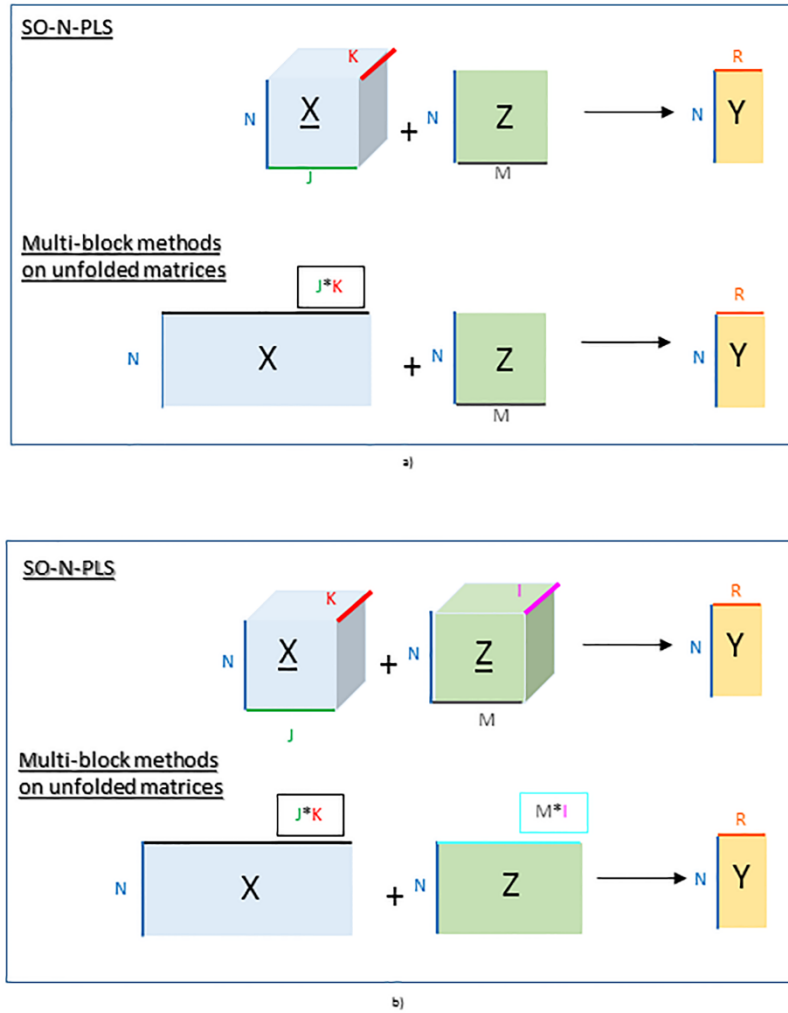 SO-N-PLS
K
R
N
X
+
N
Z
N
Y
J
M
Multi-block methods
on unfolded matrices
J*K
R
N
X
+
N
Z
N
Y
M
a)
SO-N-PLS
K
I
R
N
X
+
N
Z
N
Y
J
M
Multi-block methods
on unfolded matrices
J*K
M*I
R
N
X
+
N
Z
N
Y
b)